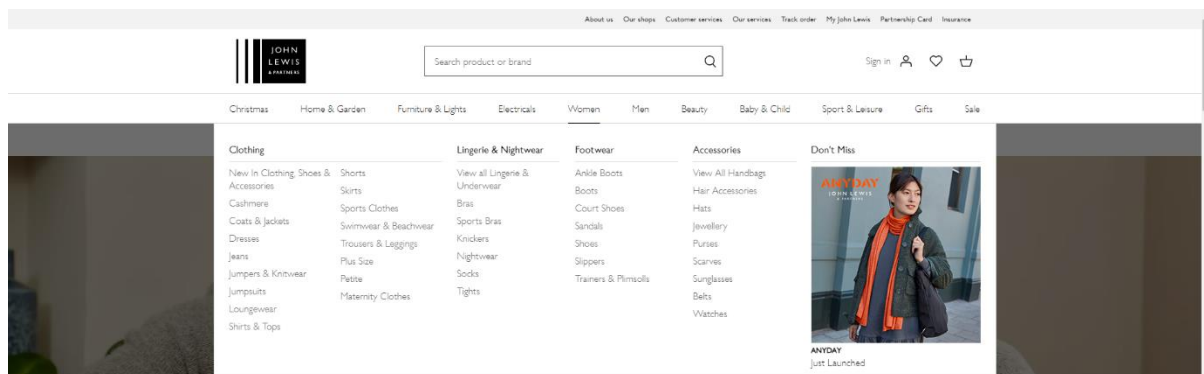 About us Our shops Customer services Our services Track order My John Lewis Partnership Card Insurance
JOHN
LEWIS
& PARTNERS
Search product or brand
Sign in
Christmas Home & Garden Furniture & Lights Electricals Women Men Beauty Baby & Child Sport & Leisure Gifts Sale
Clothing
New In Clothing, Shoes &
Accessories
Cashmere
Coats & Jackets
Dresses
Jeans
Jumpers & Knitwear
Jumpsuits
Loungewear
Shirts & Tops
Shorts
Skirts
Sports Clothes
Swimwear & Beachwear
Trousers & Leggings
Plus Size
Petite
Maternity Clothes
Lingerie & Nightwear
View all Lingerie &
Underwear
Bras
Sports Bras
Knickers
Nightwear
Socks
Tights
Footwear
Ankle Boots
Boots
Court Shoes
Sandals
Shoes
Slippers
Trainers & Plimsolls
Accessories
View All Handbags
Hair Accessories
Hats
Jewellery
Purses
Scarves
Sunglasses
Belts
Watches
Don't Miss
ANYDAY
JOHN LEWIS
& PARTNERS
ANYDAY
Just Launched